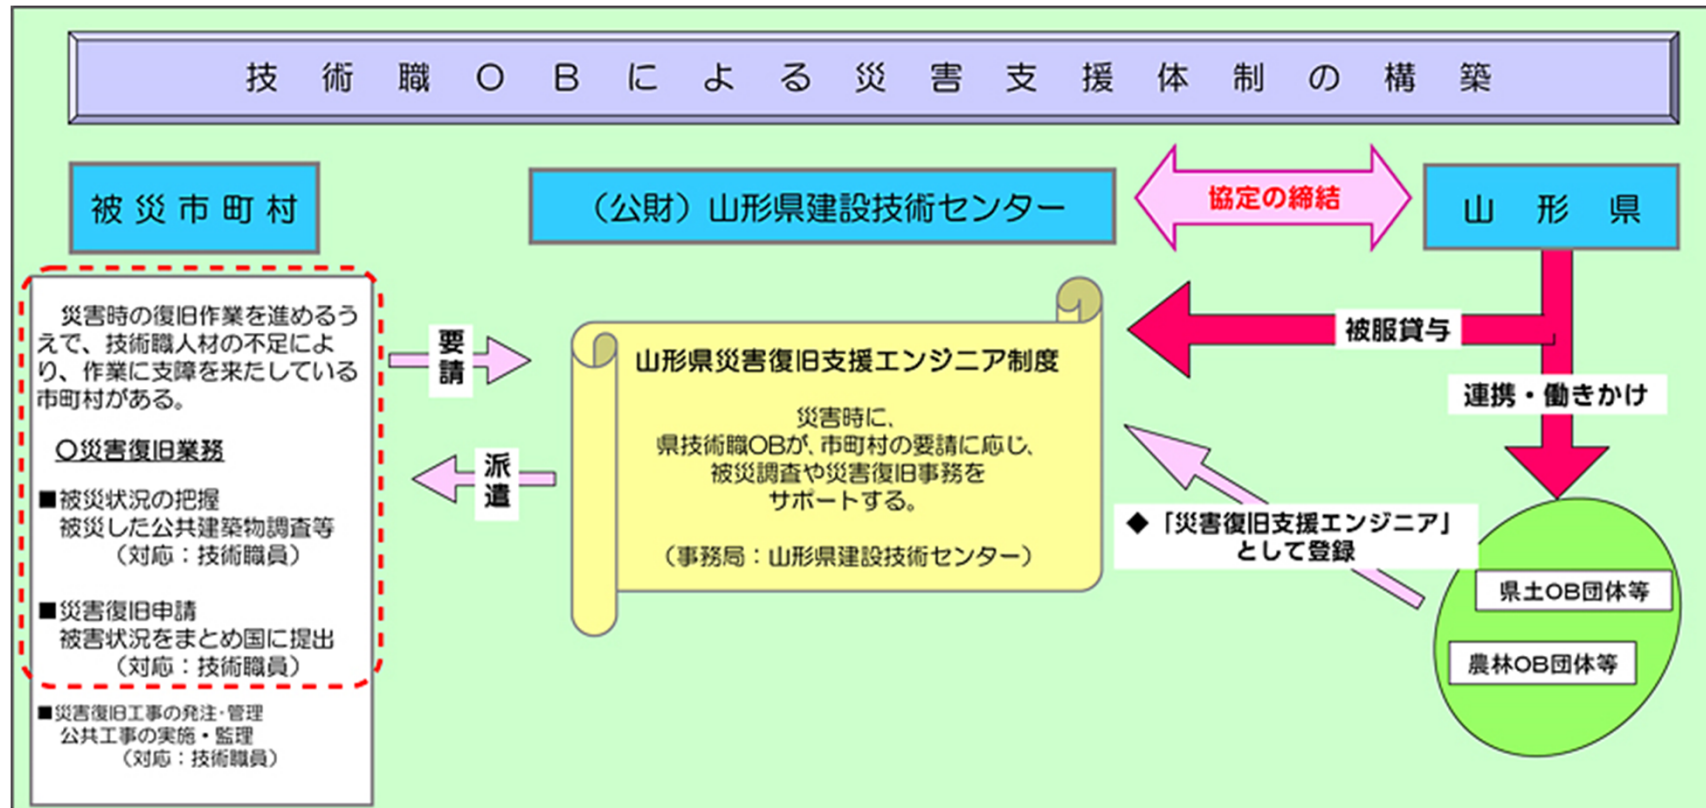 技術職OBによる災害支援体制の構築
被災市町村
（公財）山形県建設技術センター
協定の締結
山形県
災害時の復旧作業を進めるう
えで、技術職人材の不足によ
り、作業に支障を来たしている
市町村がある。
〇災害復旧業務
■被災状況の把握
被災した公共建築物調査等
（対応：技術職員）
■災害復旧申請
被害状況をまとめ国に提出
（対応：技術職員）
■災害復旧工事の発注・管理
公共工事の実施・監理
（対応：技術職員）
要請
派遣
山形県災害復旧支援エンジニア制度
災害時に、
県技術職OBが、市町村の要請に応じ、
被災調査や災害復旧事務を
サポートする。
（事務局：山形県建設技術センター）
被服貸与
連携・働きかけ
◆「災害復旧支援エンジニア」
として登録
県土OB団体等
農林OB団体等